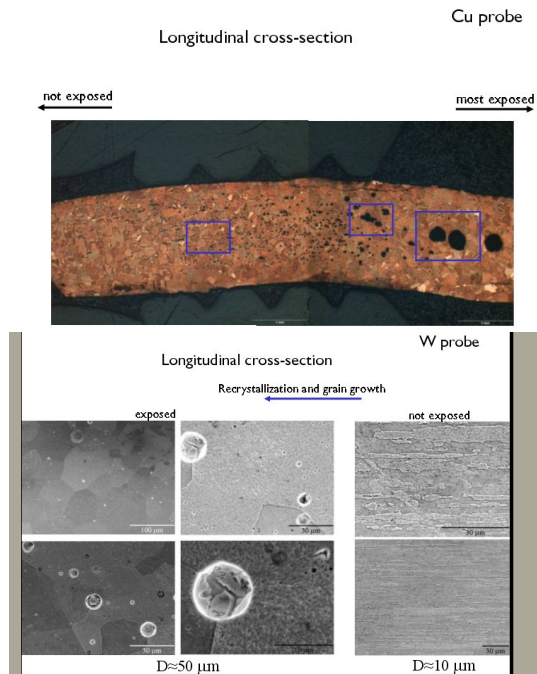 Cu probe
Longitudinal cross-section
not exposed
most exposed
W probe
Longitudinal cross-section
Recrystallization and grain growth
exposed
not exposed
100 μm
30 μm
30 μm
50 μm
30 μm
D≈50 μm
D≈10 μm